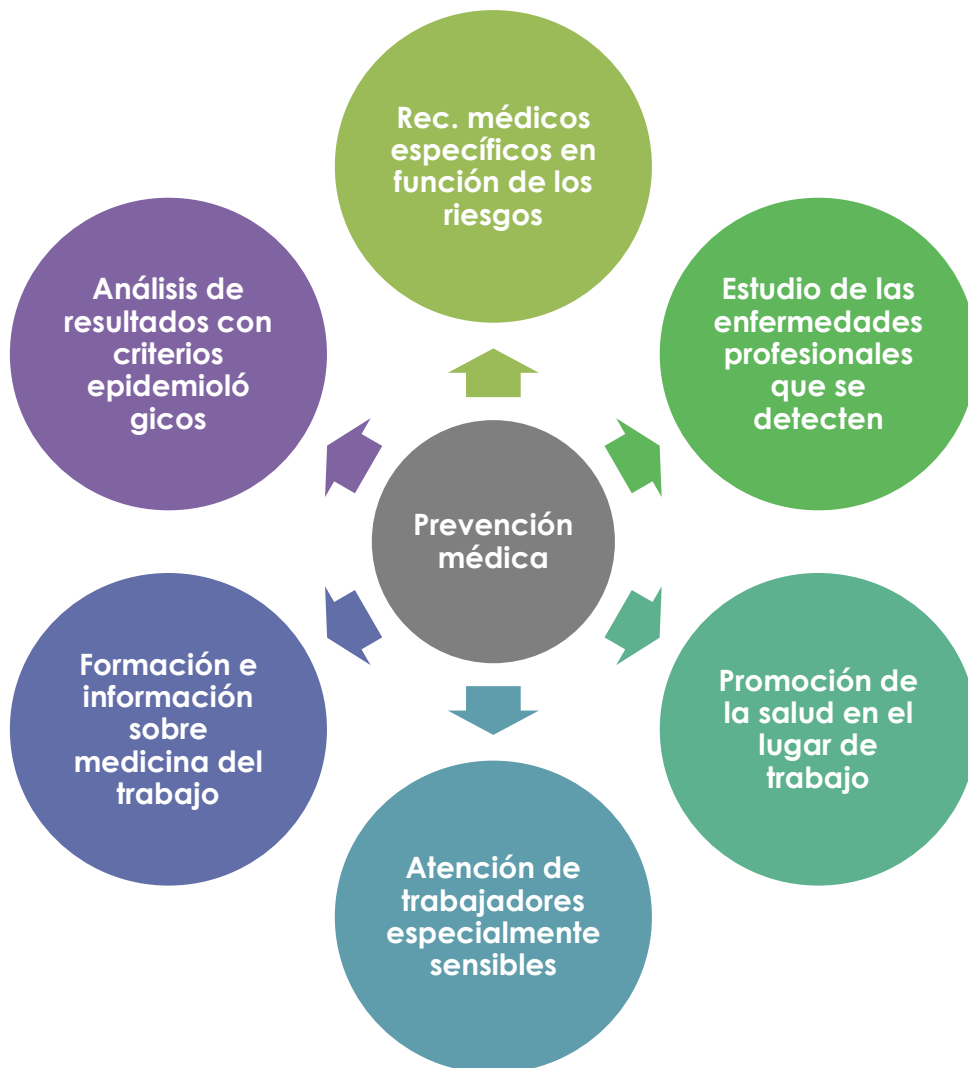 Rec. médicos
específicos en
función de los
riesgos
Estudio de las
enfermedades
profesionales
que se
detecten
Promoción de
la salud en el
lugar de
trabajo
Atención de
trabajadores
especialmente
sensibles
Formación e
información
sobre
medicina del
trabajo
Análisis de
resultados con
criterios
epidemioló
gicos
Prevención
médica